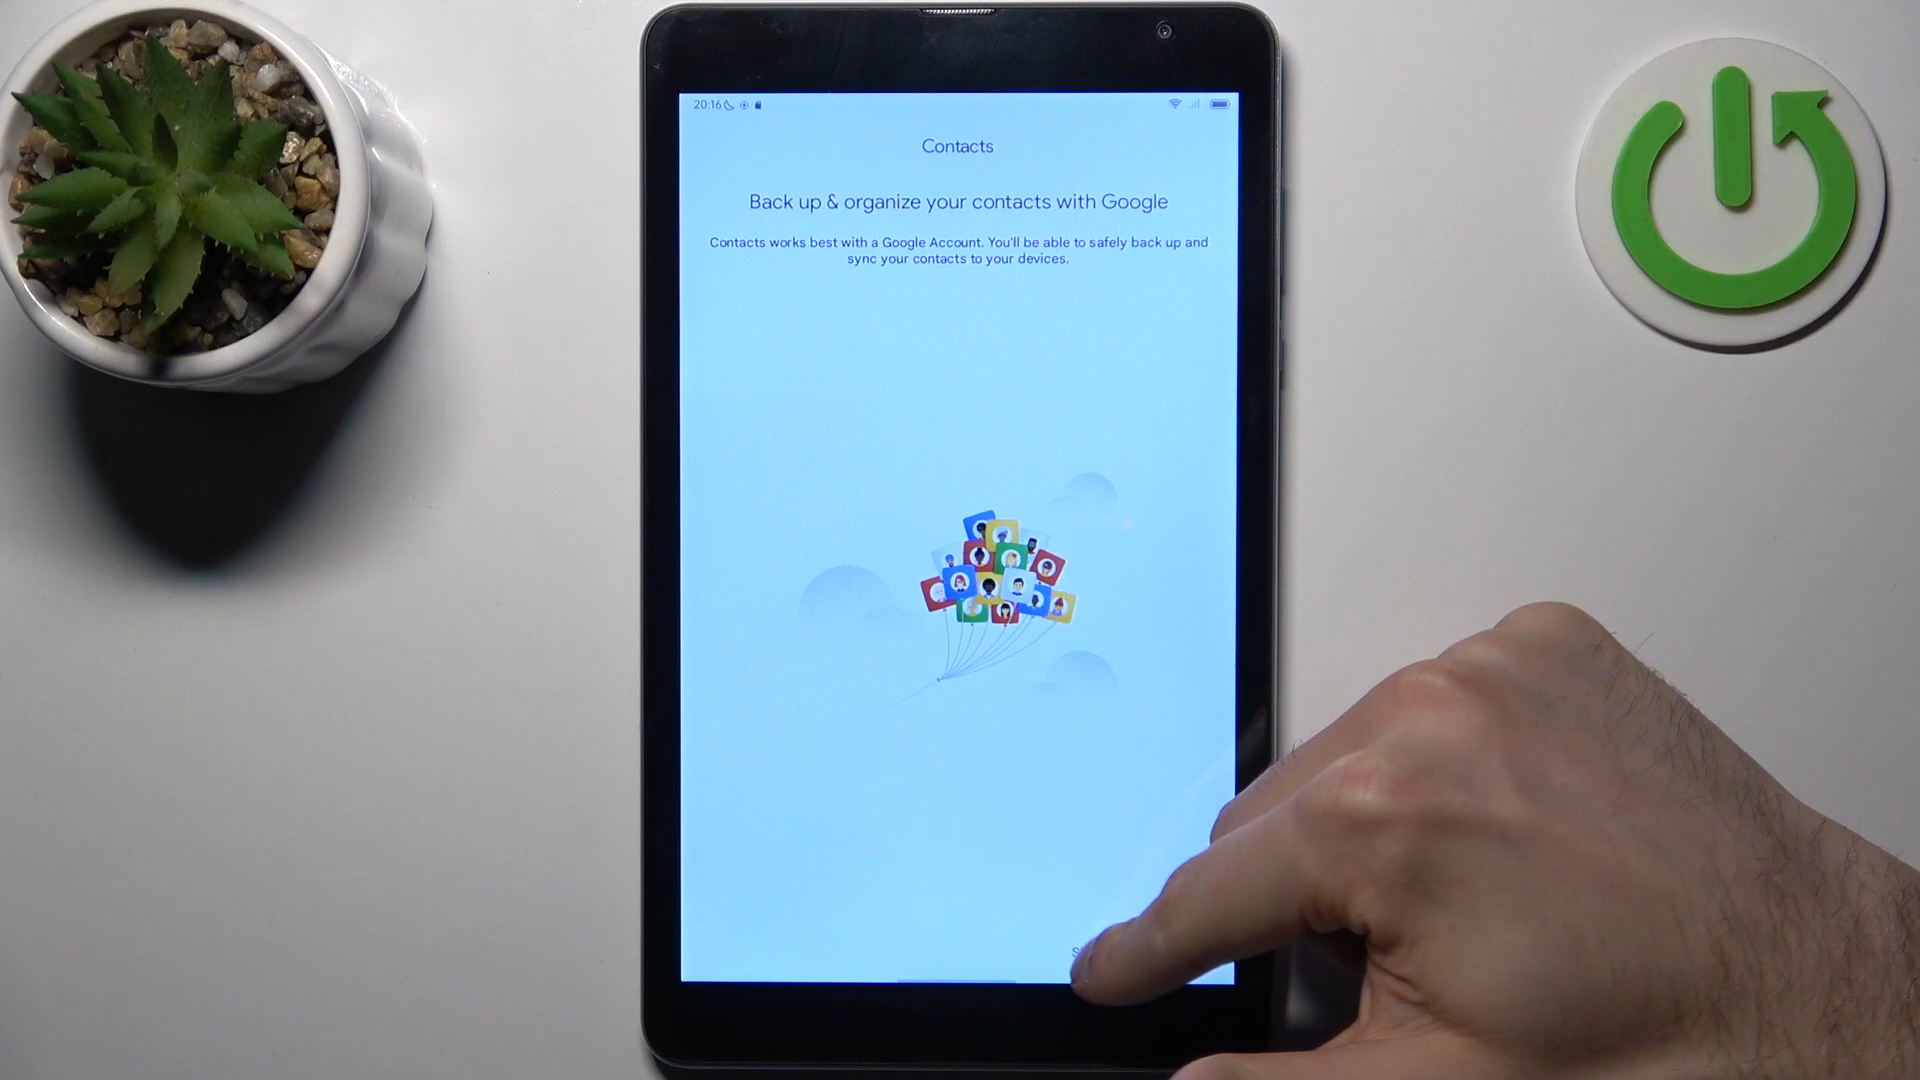 20:16
Contacts
Back up & organize your contacts with Google
Contacts works best with a Google Account. You'll be able to safely back up and
sync your contacts to your devices.